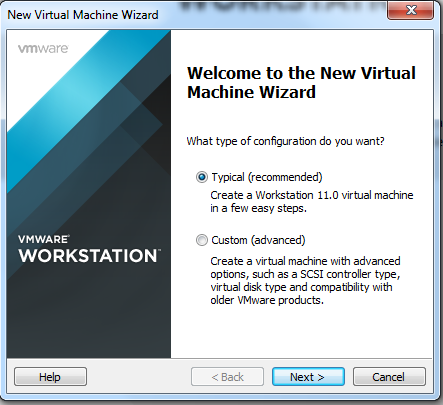 New Virtual Machine Wizard
vmware
Welcome to the New Virtual
Machine Wizard
What type of configuration do you want?
Typical (recommended)
Create a Workstation 11.0 virtual machine
in a few easy steps.
Custom (advanced)
Create a virtual machine with advanced
options, such as a SCSI controller type,
virtual disk type and compatibility with
older VMware products.
VMWARE®
WORKSTATION™
Help
< Back
Next >
Cancel